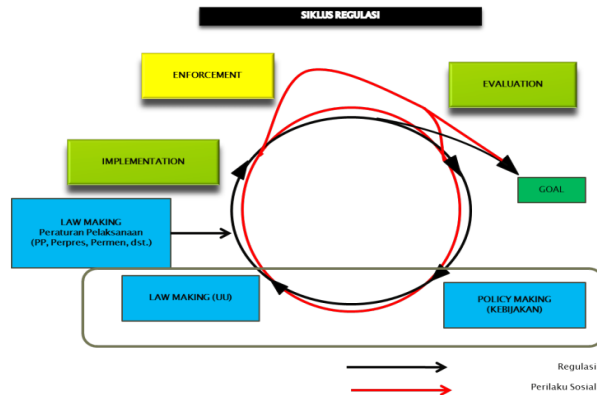 SIKLUS REGULASI
ENFORCEMENT
EVALUATION
IMPLEMENTATION
GOAL
LAW MAKING
Peraturan Pelaksanaan
(PP, Perpres, Permen, dst.)
LAW MAKING (UU)
POLICY MAKING
(KEBIJAKAN)
Regulasi
Perilaku Sosial